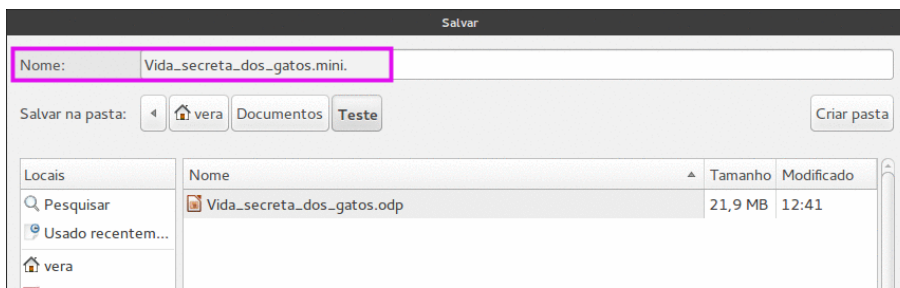 Salvar
Nome: Vida_secreta_dos_gatos.mini.
Salvar na pasta: vera Documentos Teste Criar pasta
Locais Nome Tamanho Modificado
Pesquisar Vida_secreta_dos_gatos.odp 21,9 MB 12:41
Usado recentem...
vera